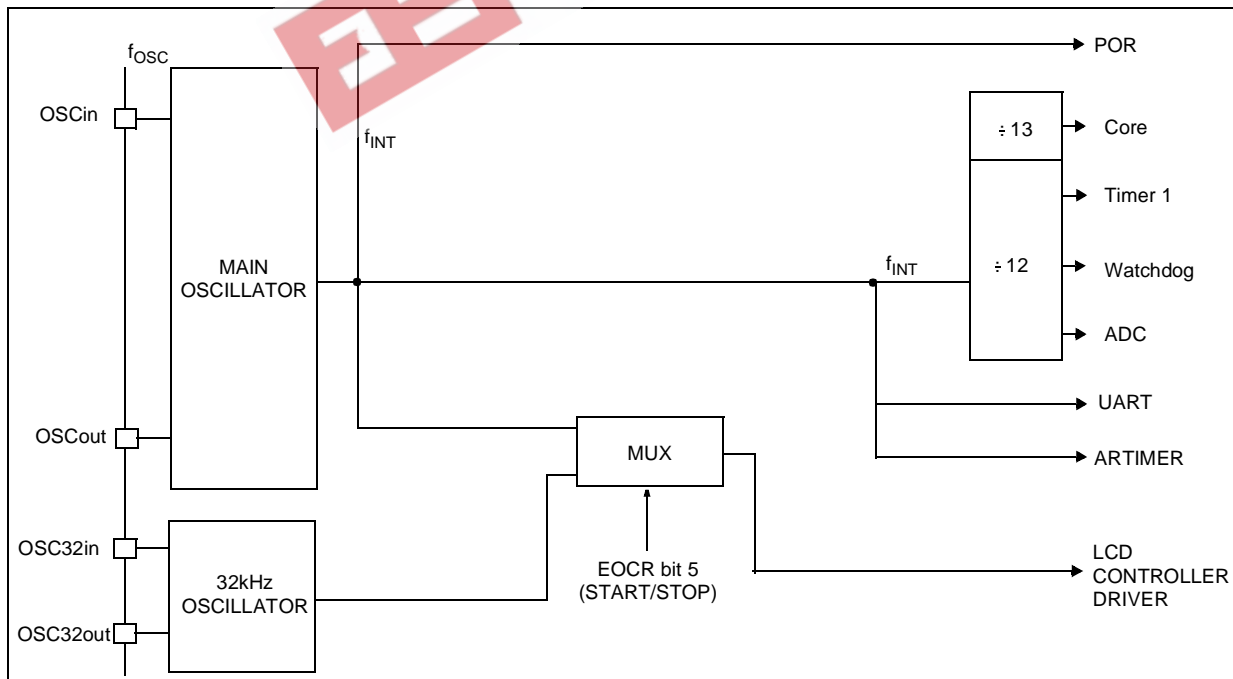 fOSC
POR
OSCin
fINT
÷ 13
Core
Timer 1
MAIN
OSCILLATOR
fINT
÷ 12
Watchdog
ADC
UART
OSCout
MUX
ARTIMER
OSC32in
32kHz
OSCILLATOR
EOCR bit 5
(START/STOP)
LCD
CONTROLLER
DRIVER
OSC32out